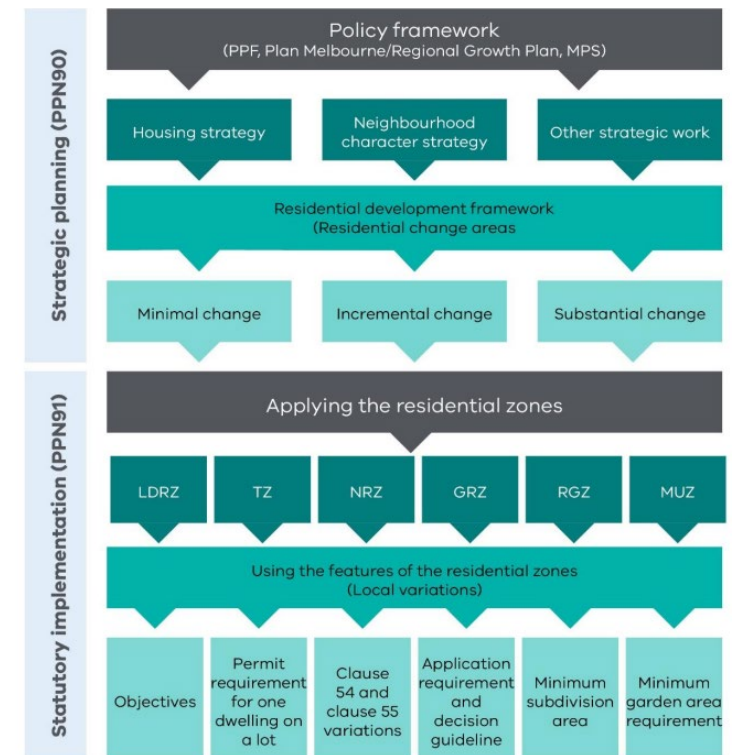 Strategic planning (PPN90)
Policy framework
(PPF, Plan Melbourne/Regional Growth Plan, MPS)
Housing strategy
Neighbourhood
character strategy
Other strategic work
Residential development framework
(Residential change areas
Minimal change
Incremental change
Substantial change
Statutory implementation (PPN91)
Applying the residential zones
LDRZ
TZ
NRZ
GRZ
RGZ
MUZ
Using the features of the residential zones
(Local variations)
Objectives
Permit
requirement
for one
dwelling on
a lot
Clause
54 and
clause 55
variations
Application
requirement
and
decision
guideline
Minimum
subdivision
area
Minimum
garden area
requirement